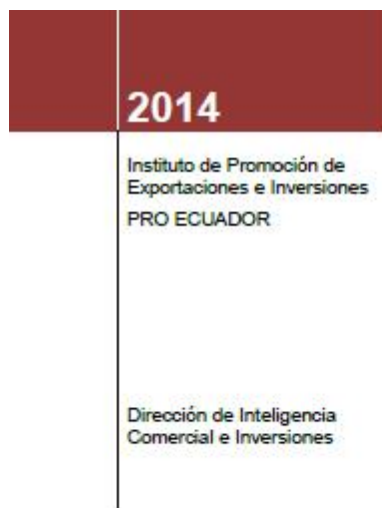 2014
Instituto de Promoción de
Exportaciones e Inversiones
PRO ECUADOR
Dirección de Inteligencia
Comercial e Inversiones